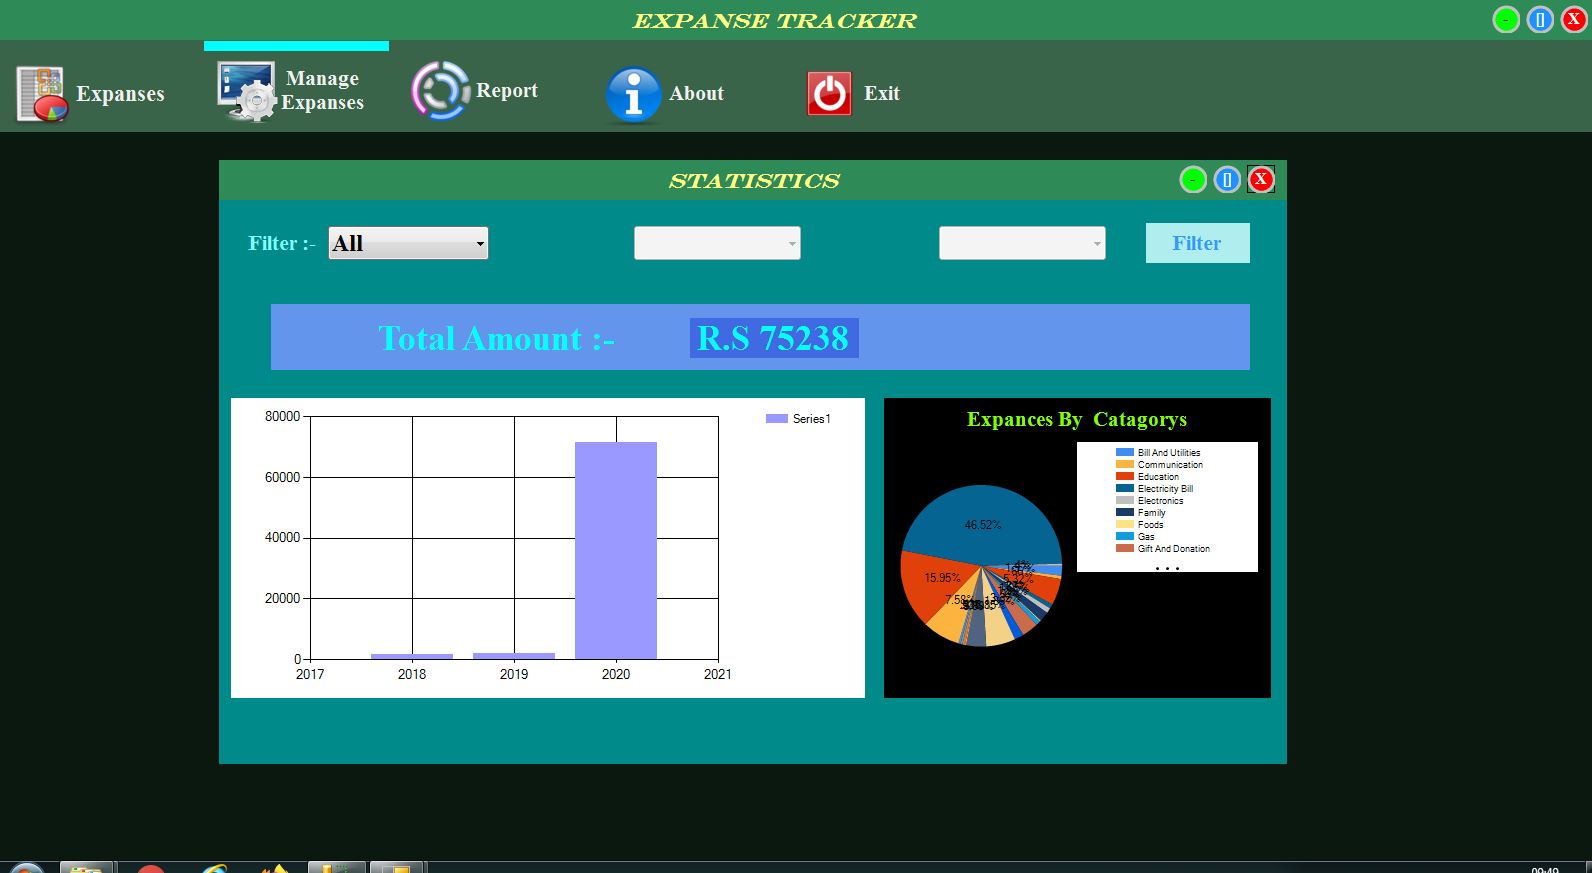 EXPANSE TRACKER
-
[]
X
Expanses
Manage
Expanses
Report
About
Exit
STATISTICS
-
[]
X
Filter :-
All
Filter
Total Amount :-
R.S 75238
80000
60000
40000
20000
0
2017
2018
2019
2020
2021
Series1
Expances By Catagorys
Bill And Utilities
Communication
Education
Electricity Bill
Electronics
Family
Foods
Gas
Gift And Donation
...
46.52%
15.95%
7.58%
5.32%